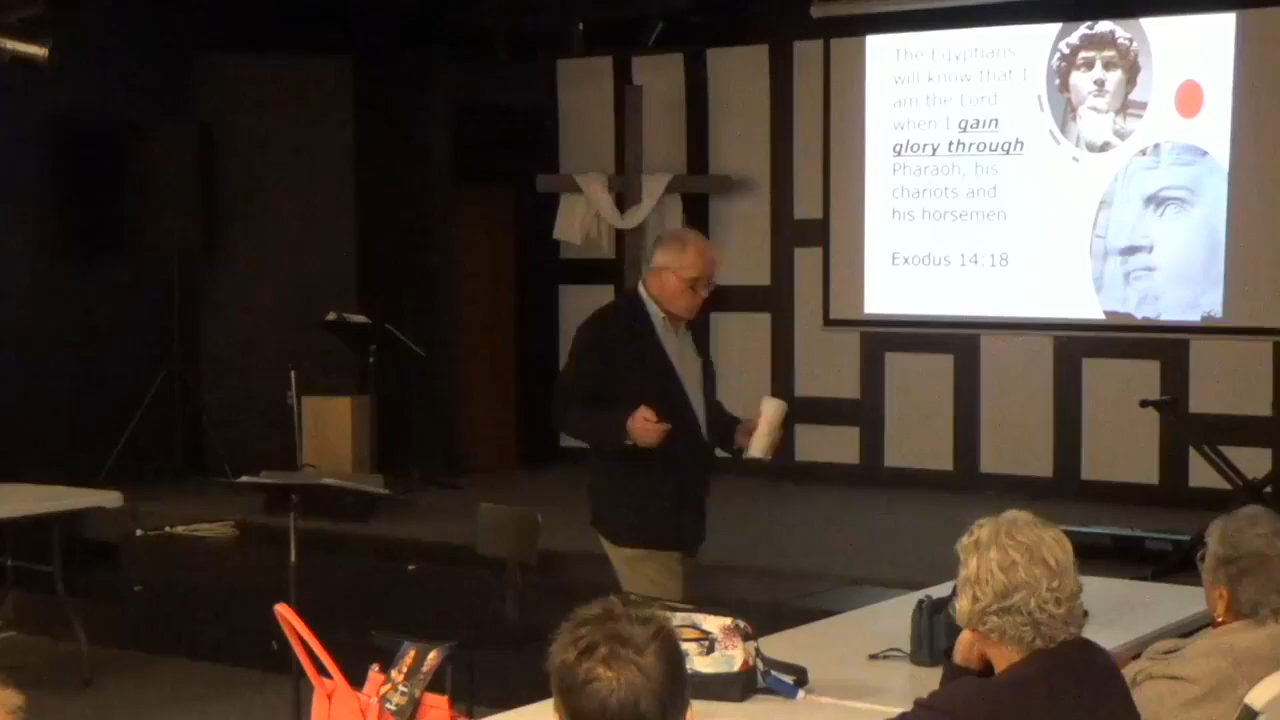 The Egyptians
will know that I
am the Lord
when I gain
glory through
Pharaoh, his
chariots and
his horsemen
Exodus 14:18